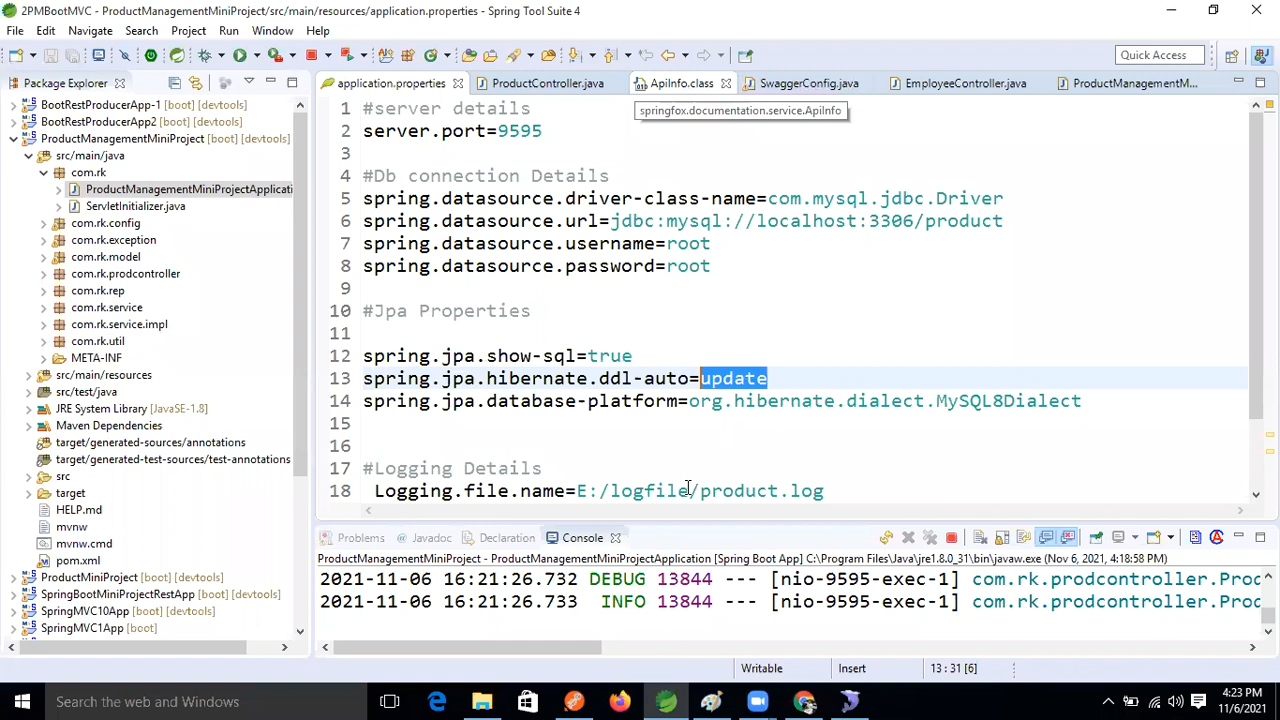 2PMBootMVC - ProductManagementMiniProject/src/main/resources/application.properties - Spring Tool Suite 4
File Edit Navigate Search Project Run Window Help
Quick Access
Package Explorer
application.properties
ProductController.java
ApiInfo.class
SwaggerConfig.java
EmployeeController.java
ProductManagementM...
springfox.documentation.service.ApiInfo
BootRestProducerApp-1 [boot] [devtools]
BootRestProducerApp2 [boot] [devtools]
ProductManagementMiniProject [boot] [devtools]
src/main/java
com.rk
ProductManagementMiniProjectApplicati
ServletInitializer.java
com.rk.config
com.rk.exception
com.rk.model
com.rk.prodcontroller
com.rk.rep
com.rk.service
com.rk.service.impl
com.rk.util
META-INF
src/main/resources
src/test/java
JRE System Library [JavaSE-1.8]
Maven Dependencies
target/generated-sources/annotations
target/generated-test-sources/test-annotations
src
target
HELP.md
mvnw
mvnw.cmd
pom.xml
ProductMiniProject [boot] [devtools]
SpringBootMiniProjectRestApp [boot] [devtools]
SpringMVC10App [boot] [devtools]
SpringMVC1App [boot]
1 #server details
2 server.port=9595
3
4 #Db connection Details
5 spring.datasource.driver-class-name=com.mysql.jdbc.Driver
6 spring.datasource.url=jdbc:mysql://localhost:3306/product
7 spring.datasource.username=root
8 spring.datasource.password=root
9
10 #Jpa Properties
11
12 spring.jpa.show-sql=true
13 spring.jpa.hibernate.ddl-auto=update
14 spring.jpa.database-platform=org.hibernate.dialect.MySQL8Dialect
15
16
17 #Logging Details
18 Logging.file.name=E:/logfile/product.log
Problems Javadoc Declaration Console
ProductManagementMiniProject - ProductManagementMiniProjectApplication [Spring Boot App] C:\Program Files\Java\jre1.8.0_31\bin\javaw.exe (Nov 6, 2021, 4:18:58 PM)
2021-11-06 16:21:26.732 DEBUG 13844 --- [nio-9595-exec-1] com.rk.prodcontroller.Prod
2021-11-06 16:21:26.733 INFO 13844 --- [nio-9595-exec-1] com.rk.prodcontroller.Prod
Writable Insert 13:31 [6]
Search the web and Windows
4:23 PM
11/6/2021